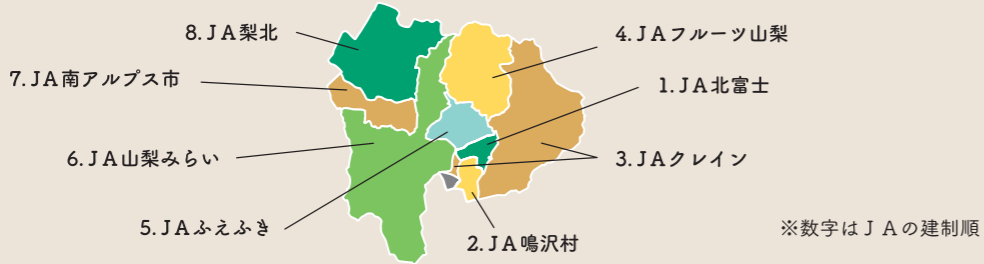 8.JA梨北
4.JAフルーツ山梨
7.JA南アルプス市
1.JA北富士
6.JA山梨みらい
3.JAクレイン
5.JAふえふき
2.JA鳴沢村
※数字はＪＡの建制順